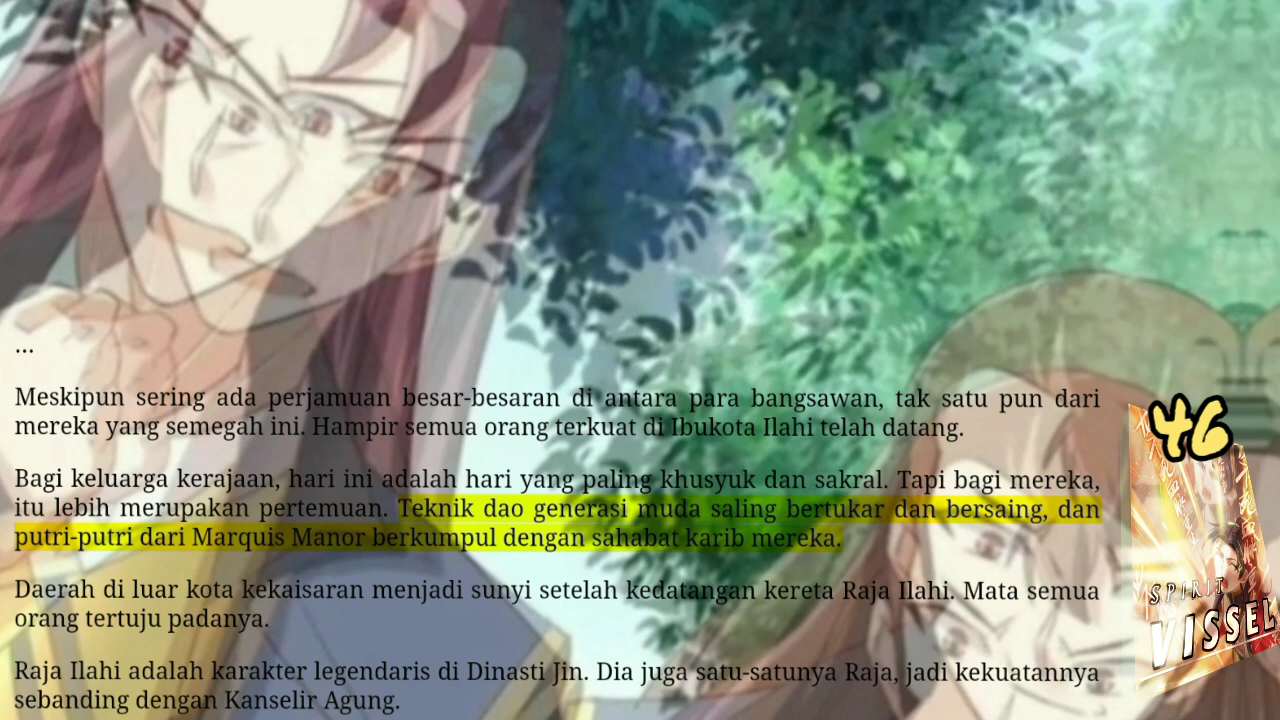 ...
Meskipun sering ada perjamuan besar-besaran di antara para bangsawan, tak satu pun dari
mereka yang semegah ini. Hampir semua orang terkuat di Ibukota Ilahi telah datang.
Bagi keluarga kerajaan, hari ini adalah hari yang paling khusyuk dan sakral. Tapi bagi mereka,
itu lebih merupakan pertemuan. Teknik dao generasi muda saling bertukar dan bersaing, dan
putri-putri dari Marquis Manor berkumpul dengan sahabat karib mereka.
Daerah di luar kota kekaisaran menjadi sunyi setelah kedatangan kereta Raja Ilahi. Mata semua
orang tertuju padanya.
Raja Ilahi adalah karakter legendaris di Dinasti Jin. Dia juga satu-satunya Raja, jadi kekuatannya
sebanding dengan Kanselir Agung.
46
SPIRIT
VISSEL